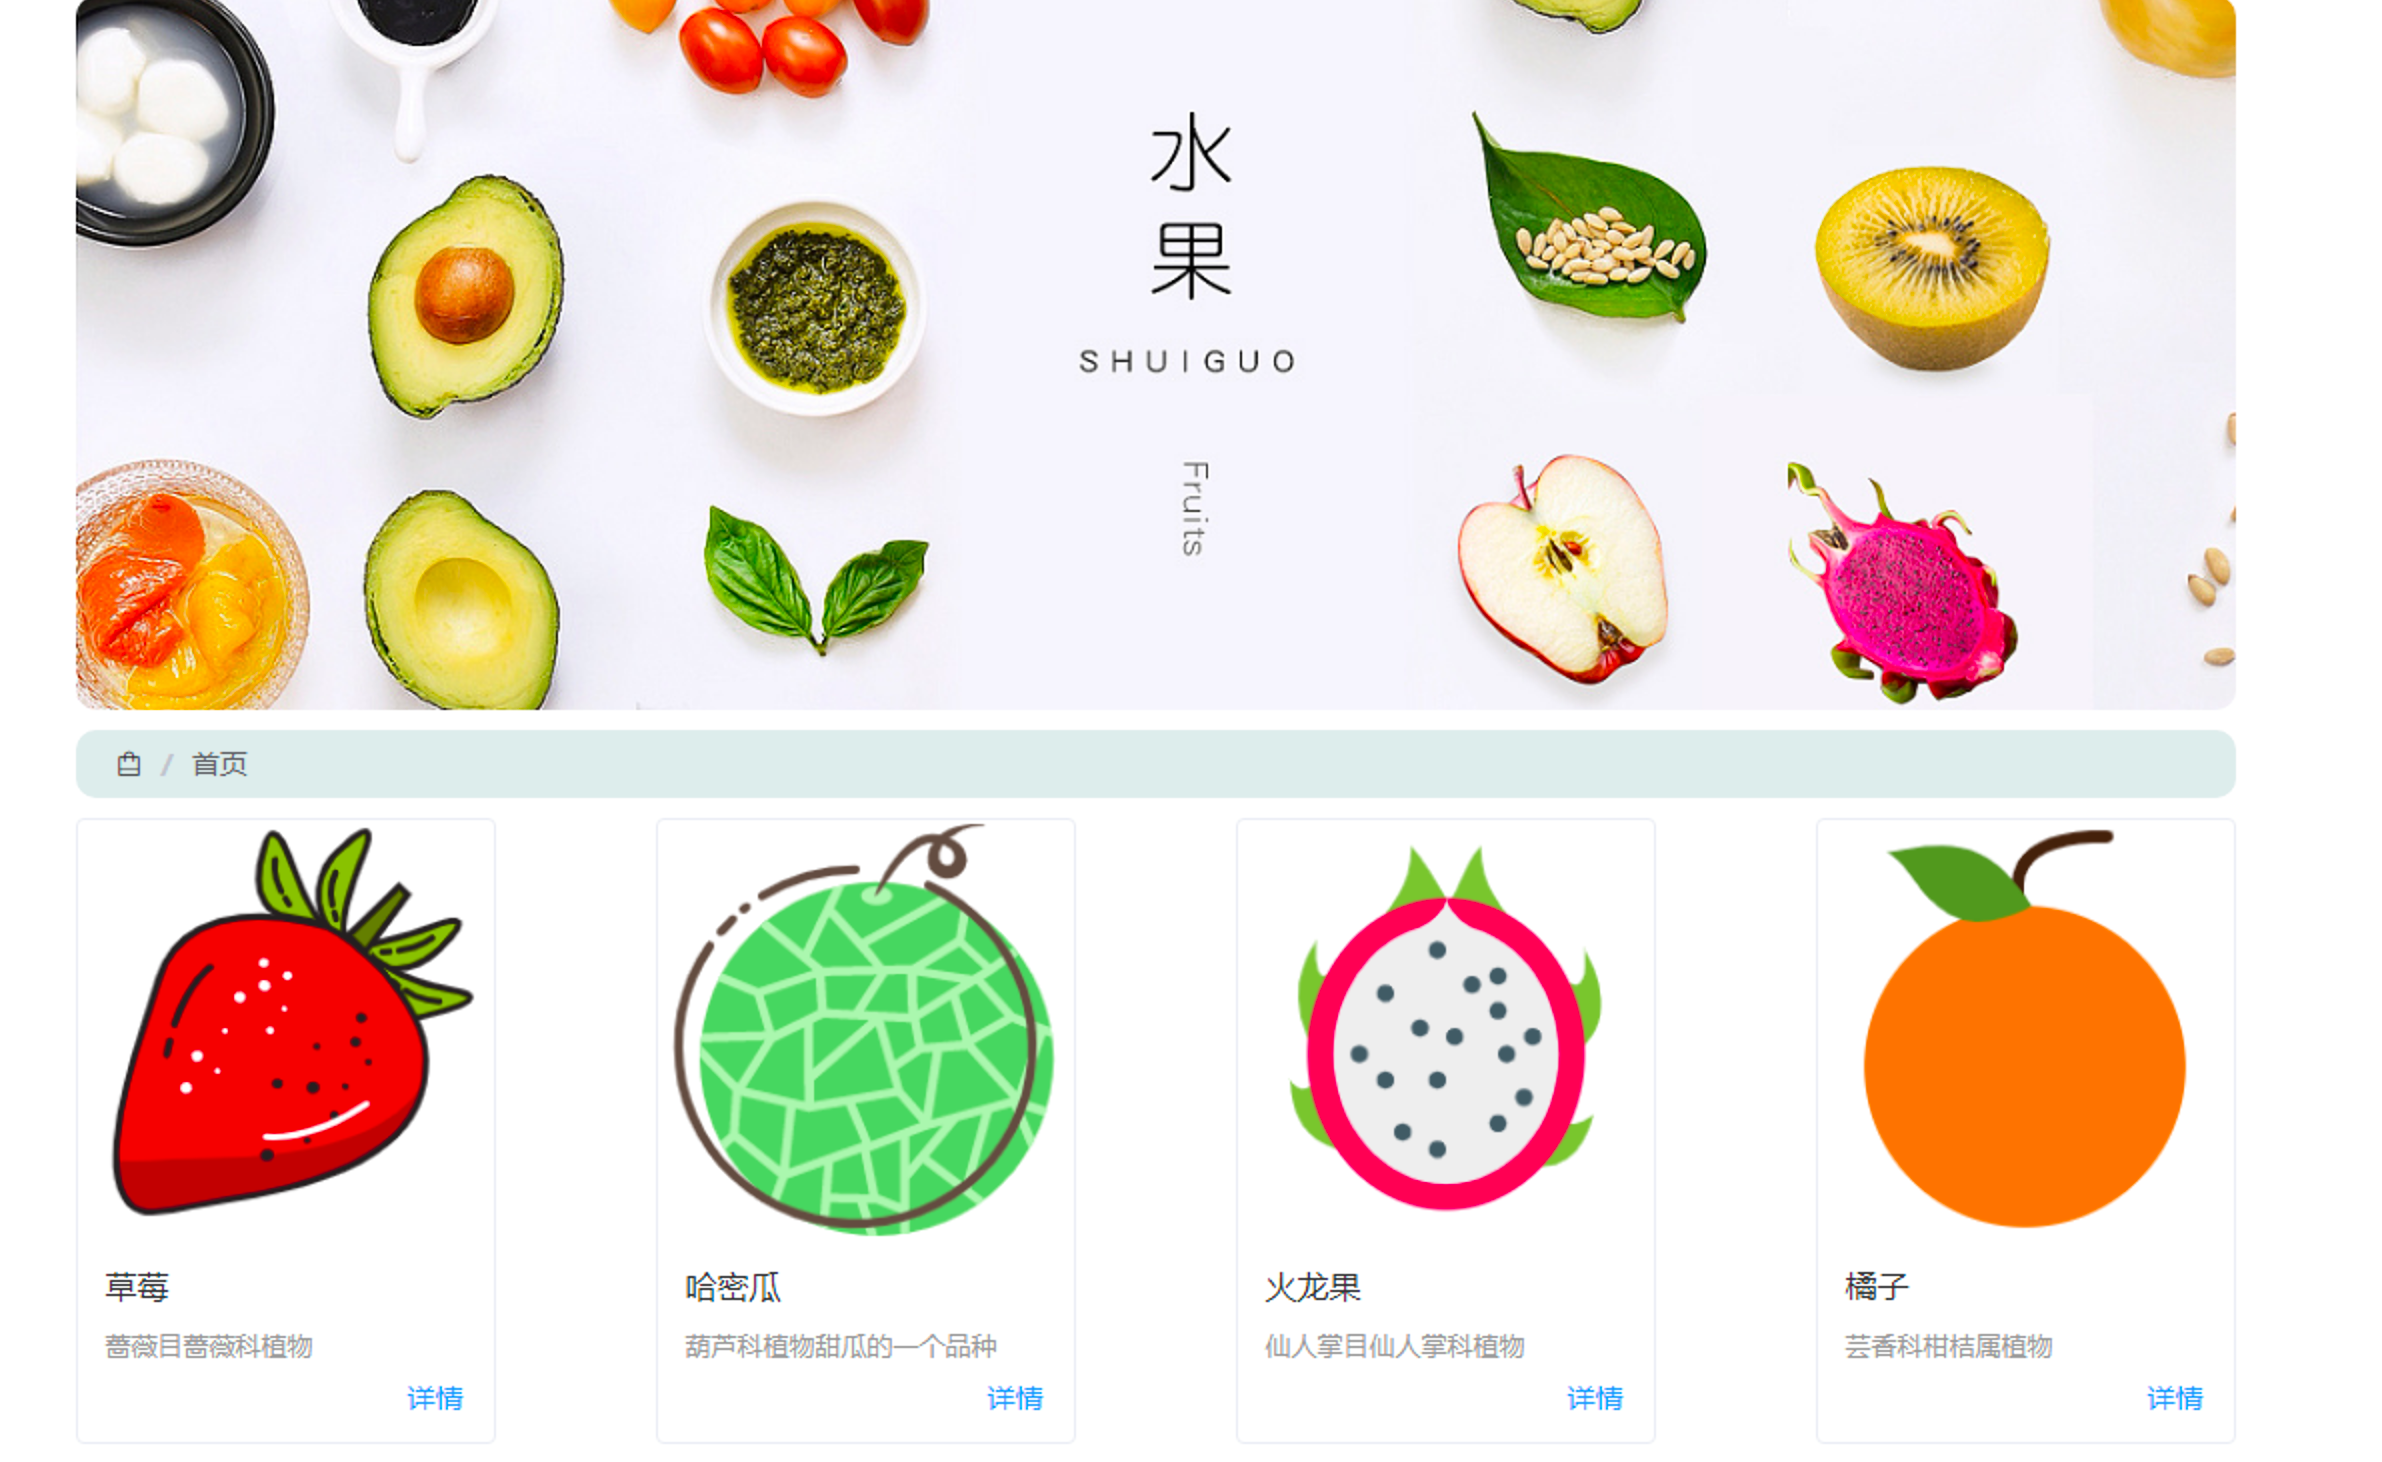 水
果
SHUIGUO
Fruits
/ 首页
草莓
蔷薇目蔷薇科植物
详情
哈密瓜
葫芦科植物甜瓜的一个品种
详情
火龙果
仙人掌目仙人掌科植物
详情
橘子
芸香科柑桔属植物
详情